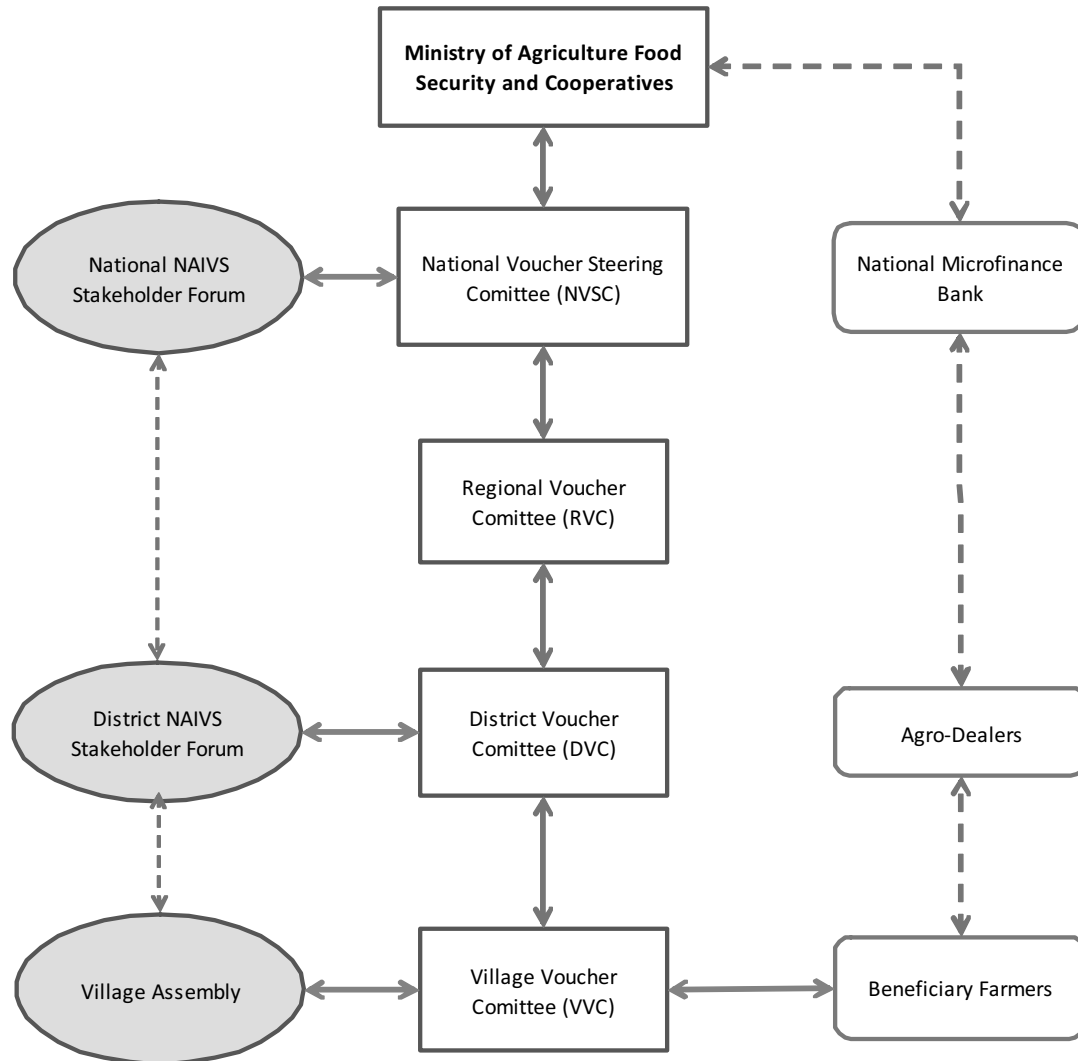 Ministry of Agriculture Food
Security and Cooperatives
National NAIVS
Stakeholder Forum
National Voucher Steering
Comittee (NVSC)
National Microfinance
Bank
Regional Voucher
Comittee (RVC)
District NAIVS
Stakeholder Forum
District Voucher
Comittee (DVC)
Agro-Dealers
Village Assembly
Village Voucher
Comittee (VVC)
Beneficiary Farmers